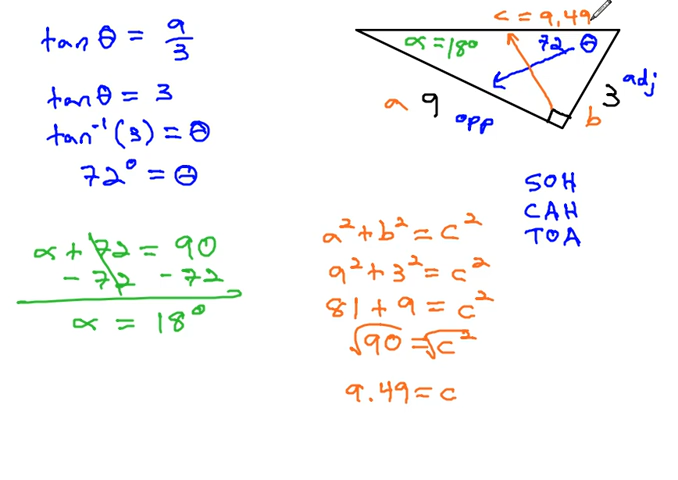 tan θ = 9/3
tan θ = 3
tan⁻¹(3) = θ
72° = θ
α + 72 = 90
- 72 - 72
α = 18°
c = 9.49
α = 18° 72 θ
a 9 opp
3 adj
b
SOH
CAH
TOA
a² + b² = c²
9² + 3² = c²
81 + 9 = c²
√90 = √c²
9.49 = c